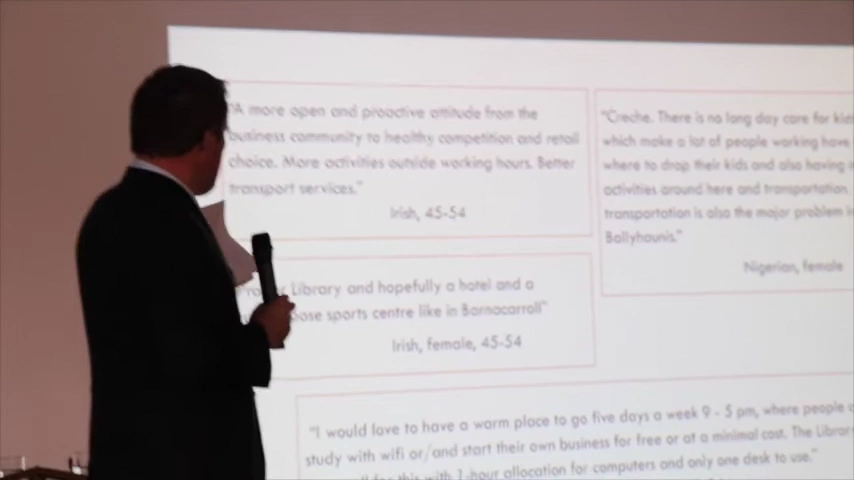 "A more open and proactive attitude from the
business community to healthy competition and retail
choice. More activities outside working hours. Better
transport services."
Irish, 45-54
Library and hopefully a hotel and a
sports centre like in Barnacarroll"
Irish, female, 45-54
"Creche. There is no long day care for
which make a lot of people working have
where to drop their kids and also having
activities around here and transportation.
transportation is also the major problem
Ballyhaunis."
Nigerian, female
"I would love to have a warm place to go five days a week 9 - 5 pm, where people
study with wifi or/and start their own business for free or at a minimal cost. The Library
for this with 1-hour allocation for computers and only one desk to use."